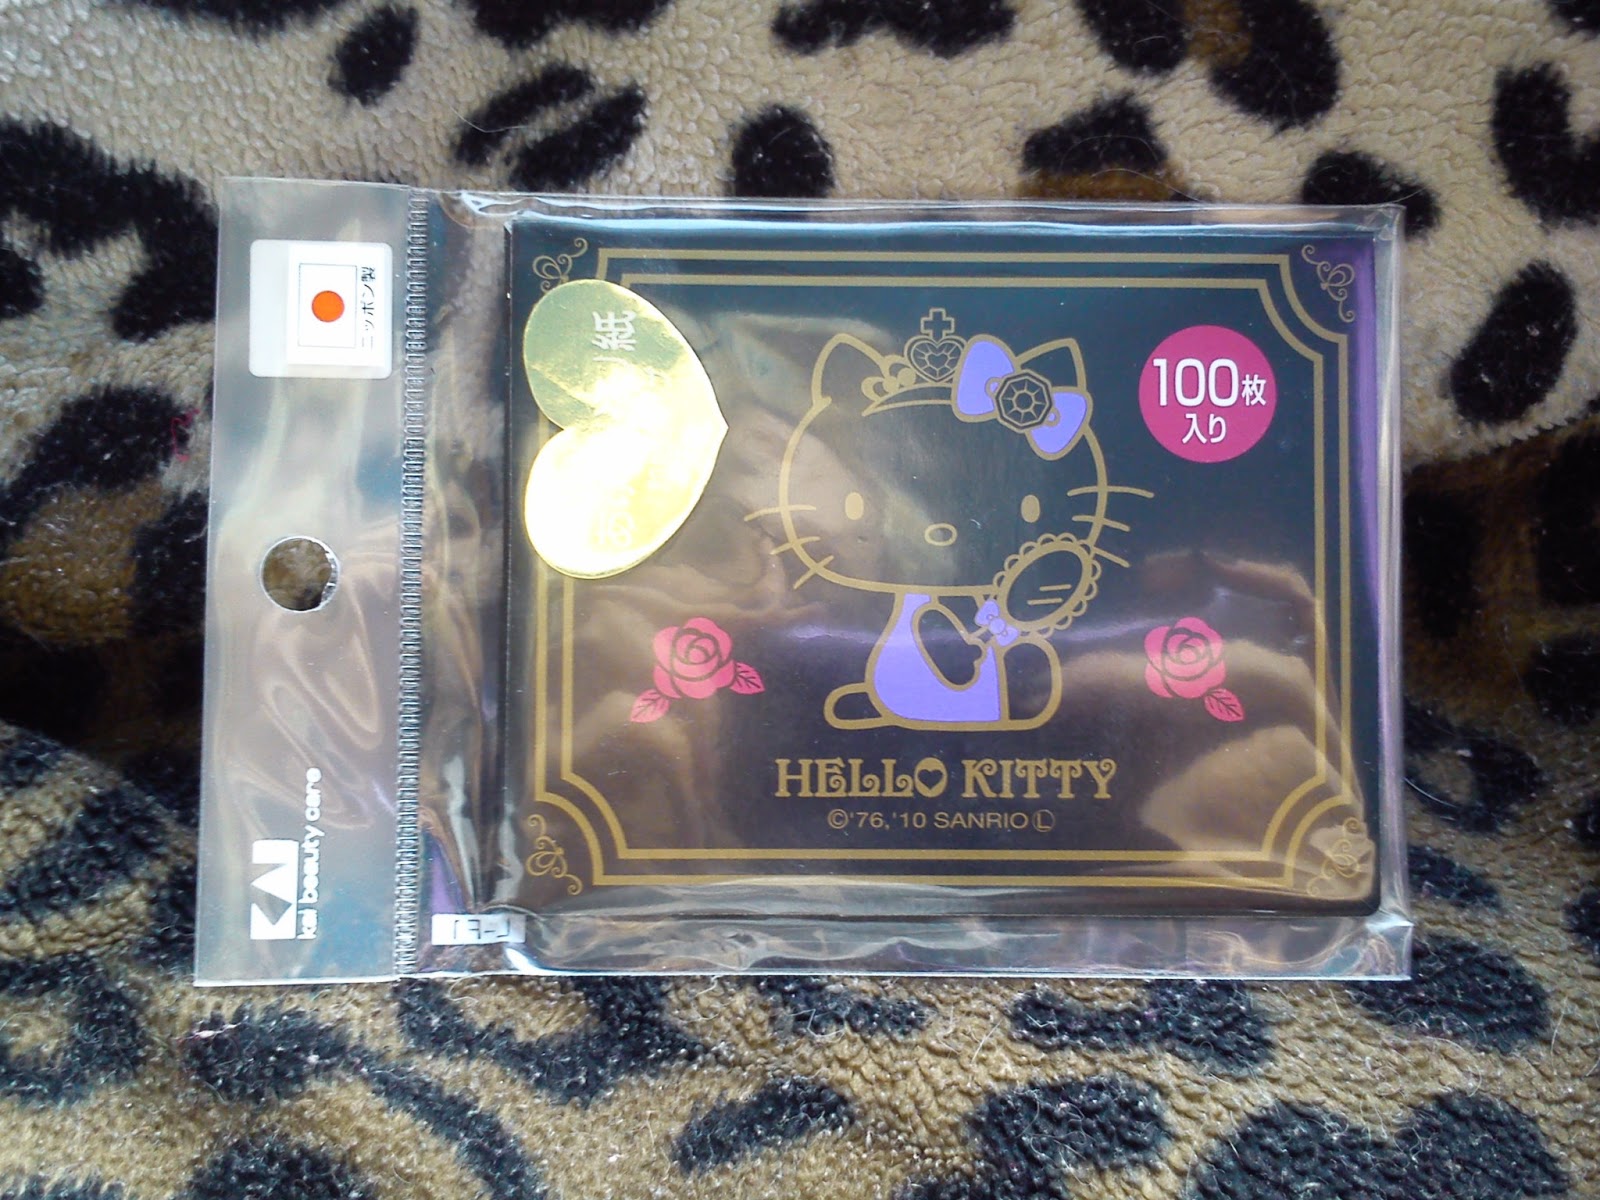 ニッポン製
KAI
kai beauty care
紙
100枚
入り
HELLO KITTY
©'76,'10 SANRIO Ⓛ